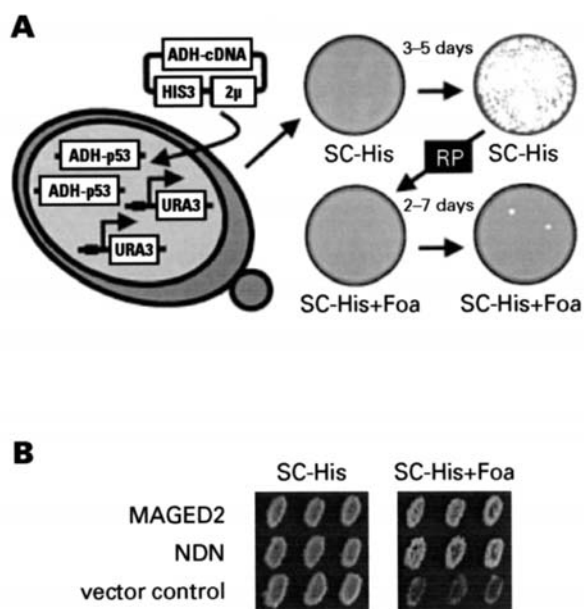 A
ADH-cDNA
HIS3
2µ
ADH-p53
ADH-p53
URA3
URA3
3–5 days
SC-His
SC-His
RP
2–7 days
SC-His+Foa
SC-His+Foa
B
SC-His
SC-His+Foa
MAGED2
NDN
vector control